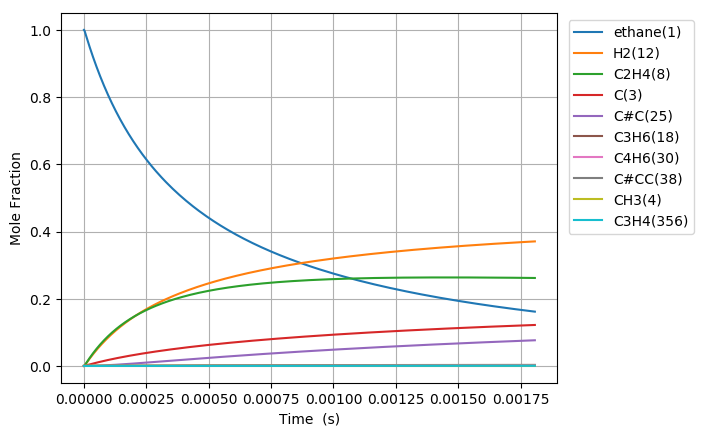 1.0
0.8
0.6
0.4
0.2
0.0
Mole Fraction
0.00000 0.00025 0.00050 0.00075 0.00100 0.00125 0.00150 0.00175
Time (s)
ethane(1)
H2(12)
C2H4(8)
C(3)
C#C(25)
C3H6(18)
C4H6(30)
C#CC(38)
CH3(4)
C3H4(356)